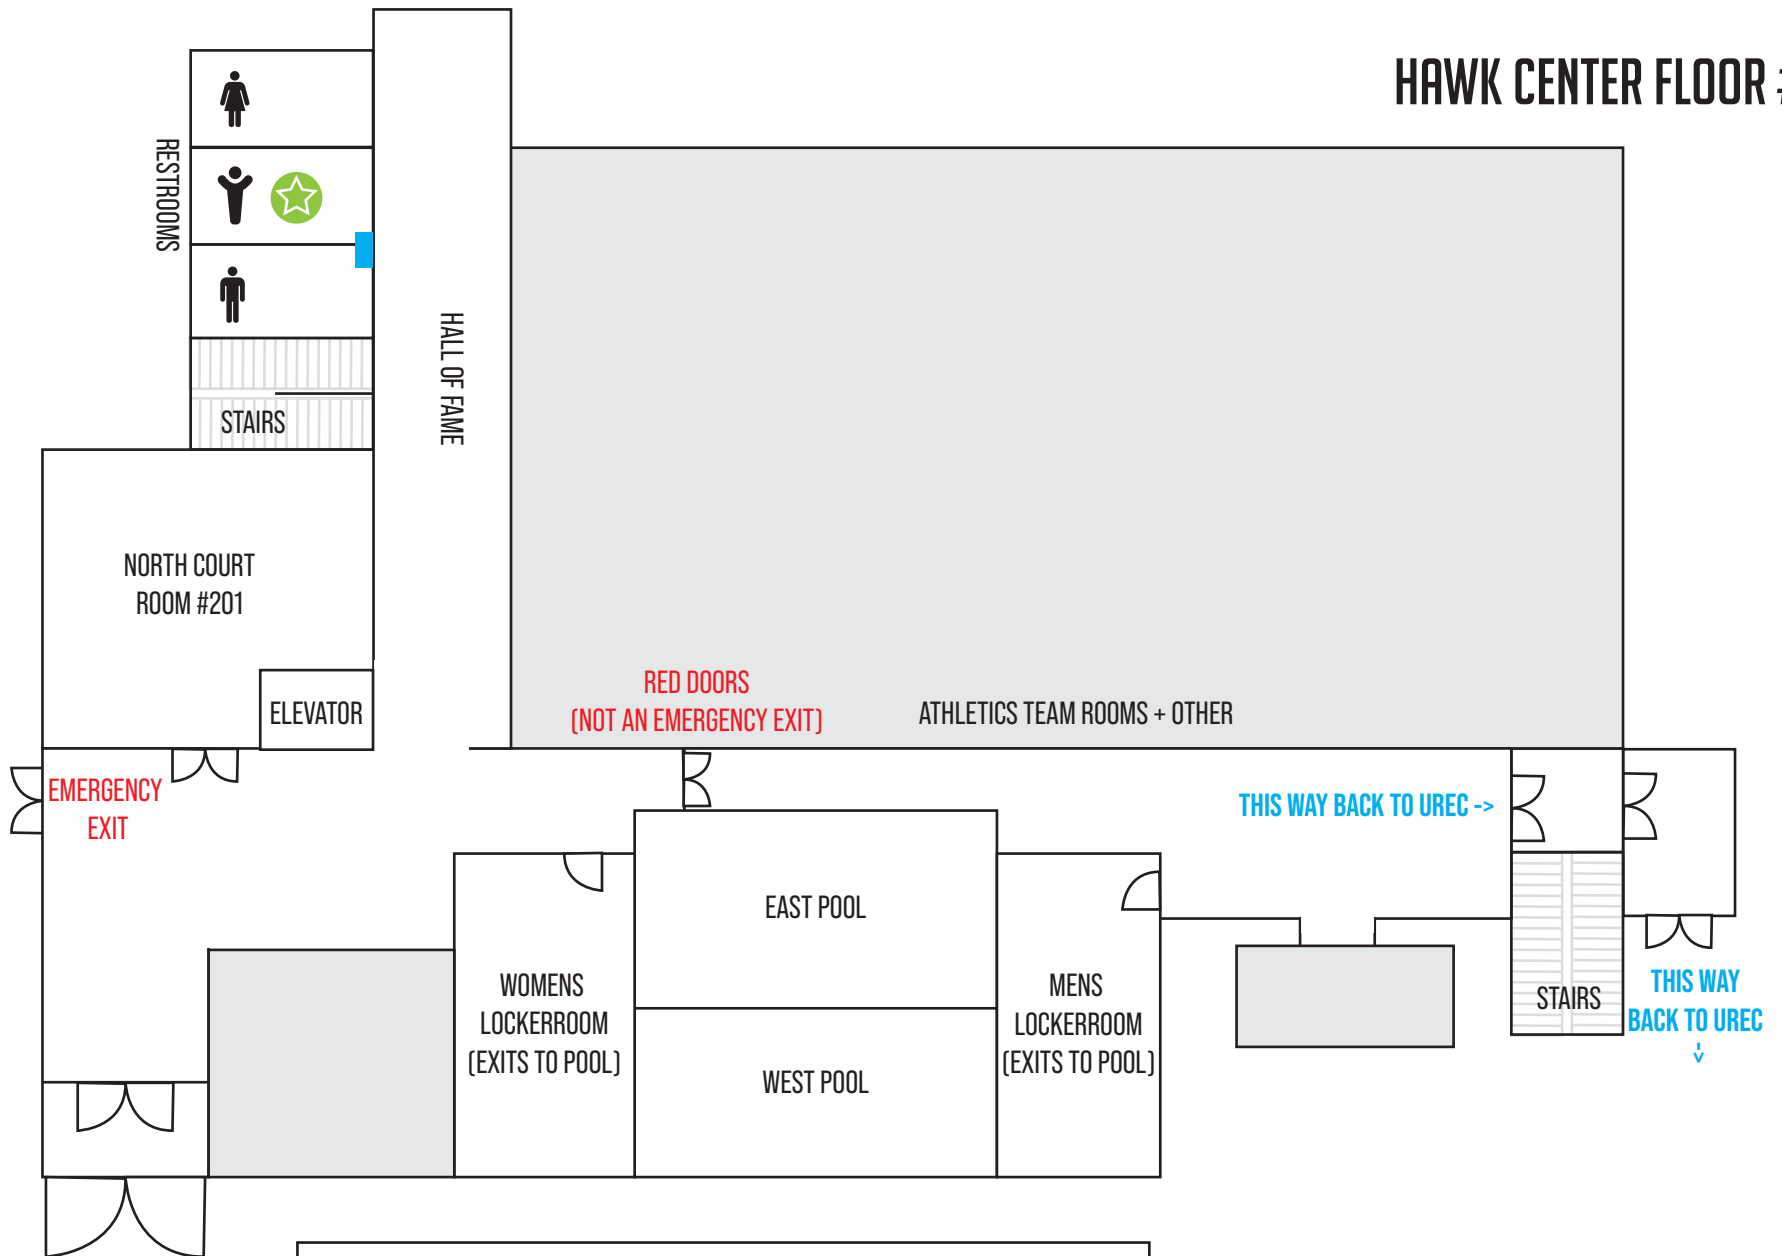 HAWK CENTER FLOOR
RESTROOMS
HALL OF FAME
STAIRS
NORTH COURT
ROOM #201
ELEVATOR
RED DOORS
(NOT AN EMERGENCY EXIT)
ATHLETICS TEAM ROOMS + OTHER
EMERGENCY
EXIT
THIS WAY BACK TO UREC ->
EAST POOL
WOMENS
LOCKERROOM
(EXITS TO POOL)
WEST POOL
MENS
LOCKERROOM
(EXITS TO POOL)
STAIRS
THIS WAY
BACK TO UREC
->